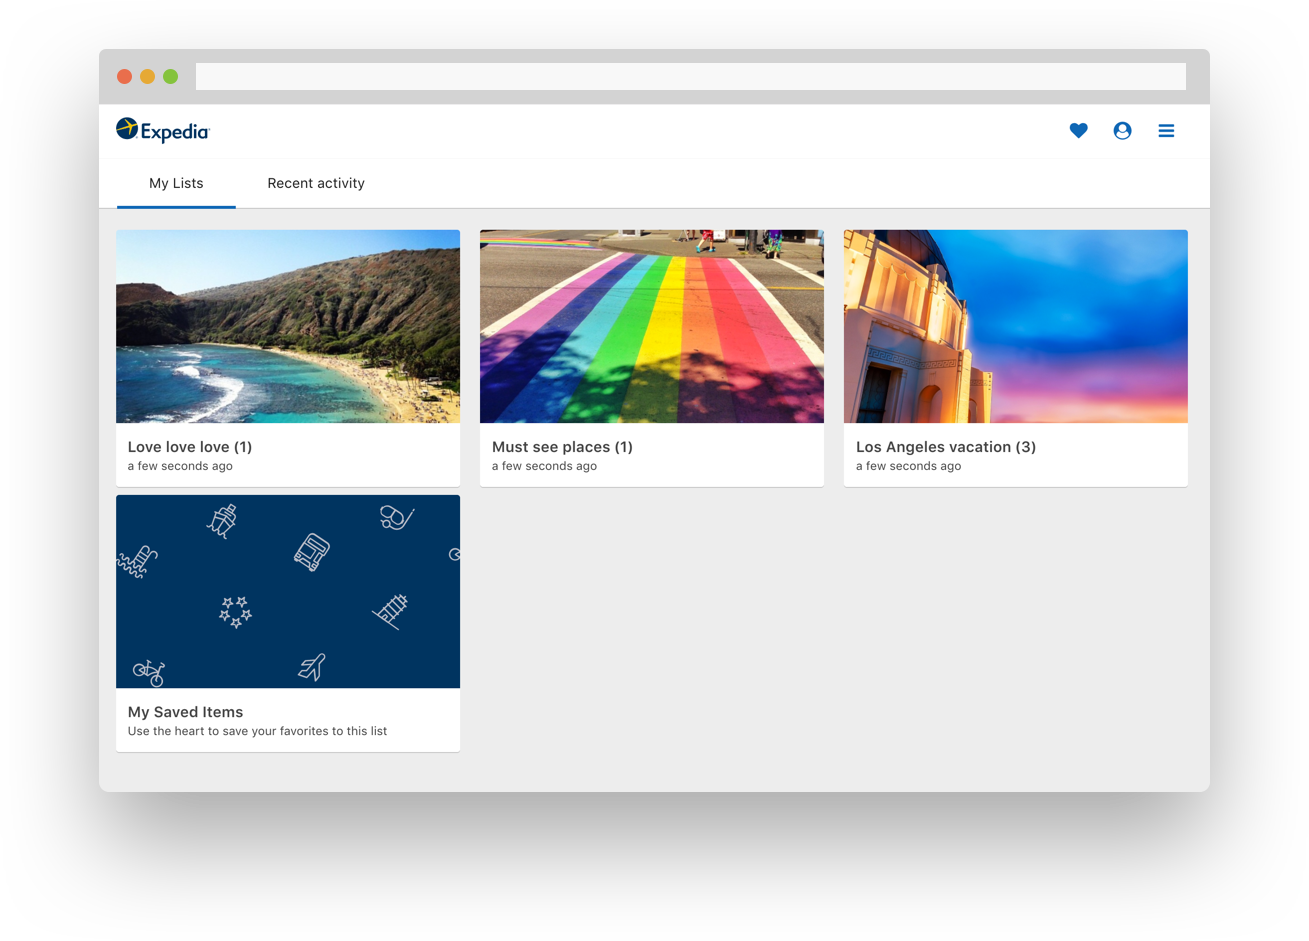 Expedia
My Lists
Recent activity
Love love love (1)
a few seconds ago
Must see places (1)
a few seconds ago
Los Angeles vacation (3)
a few seconds ago
My Saved Items
Use the heart to save your favorites to this list